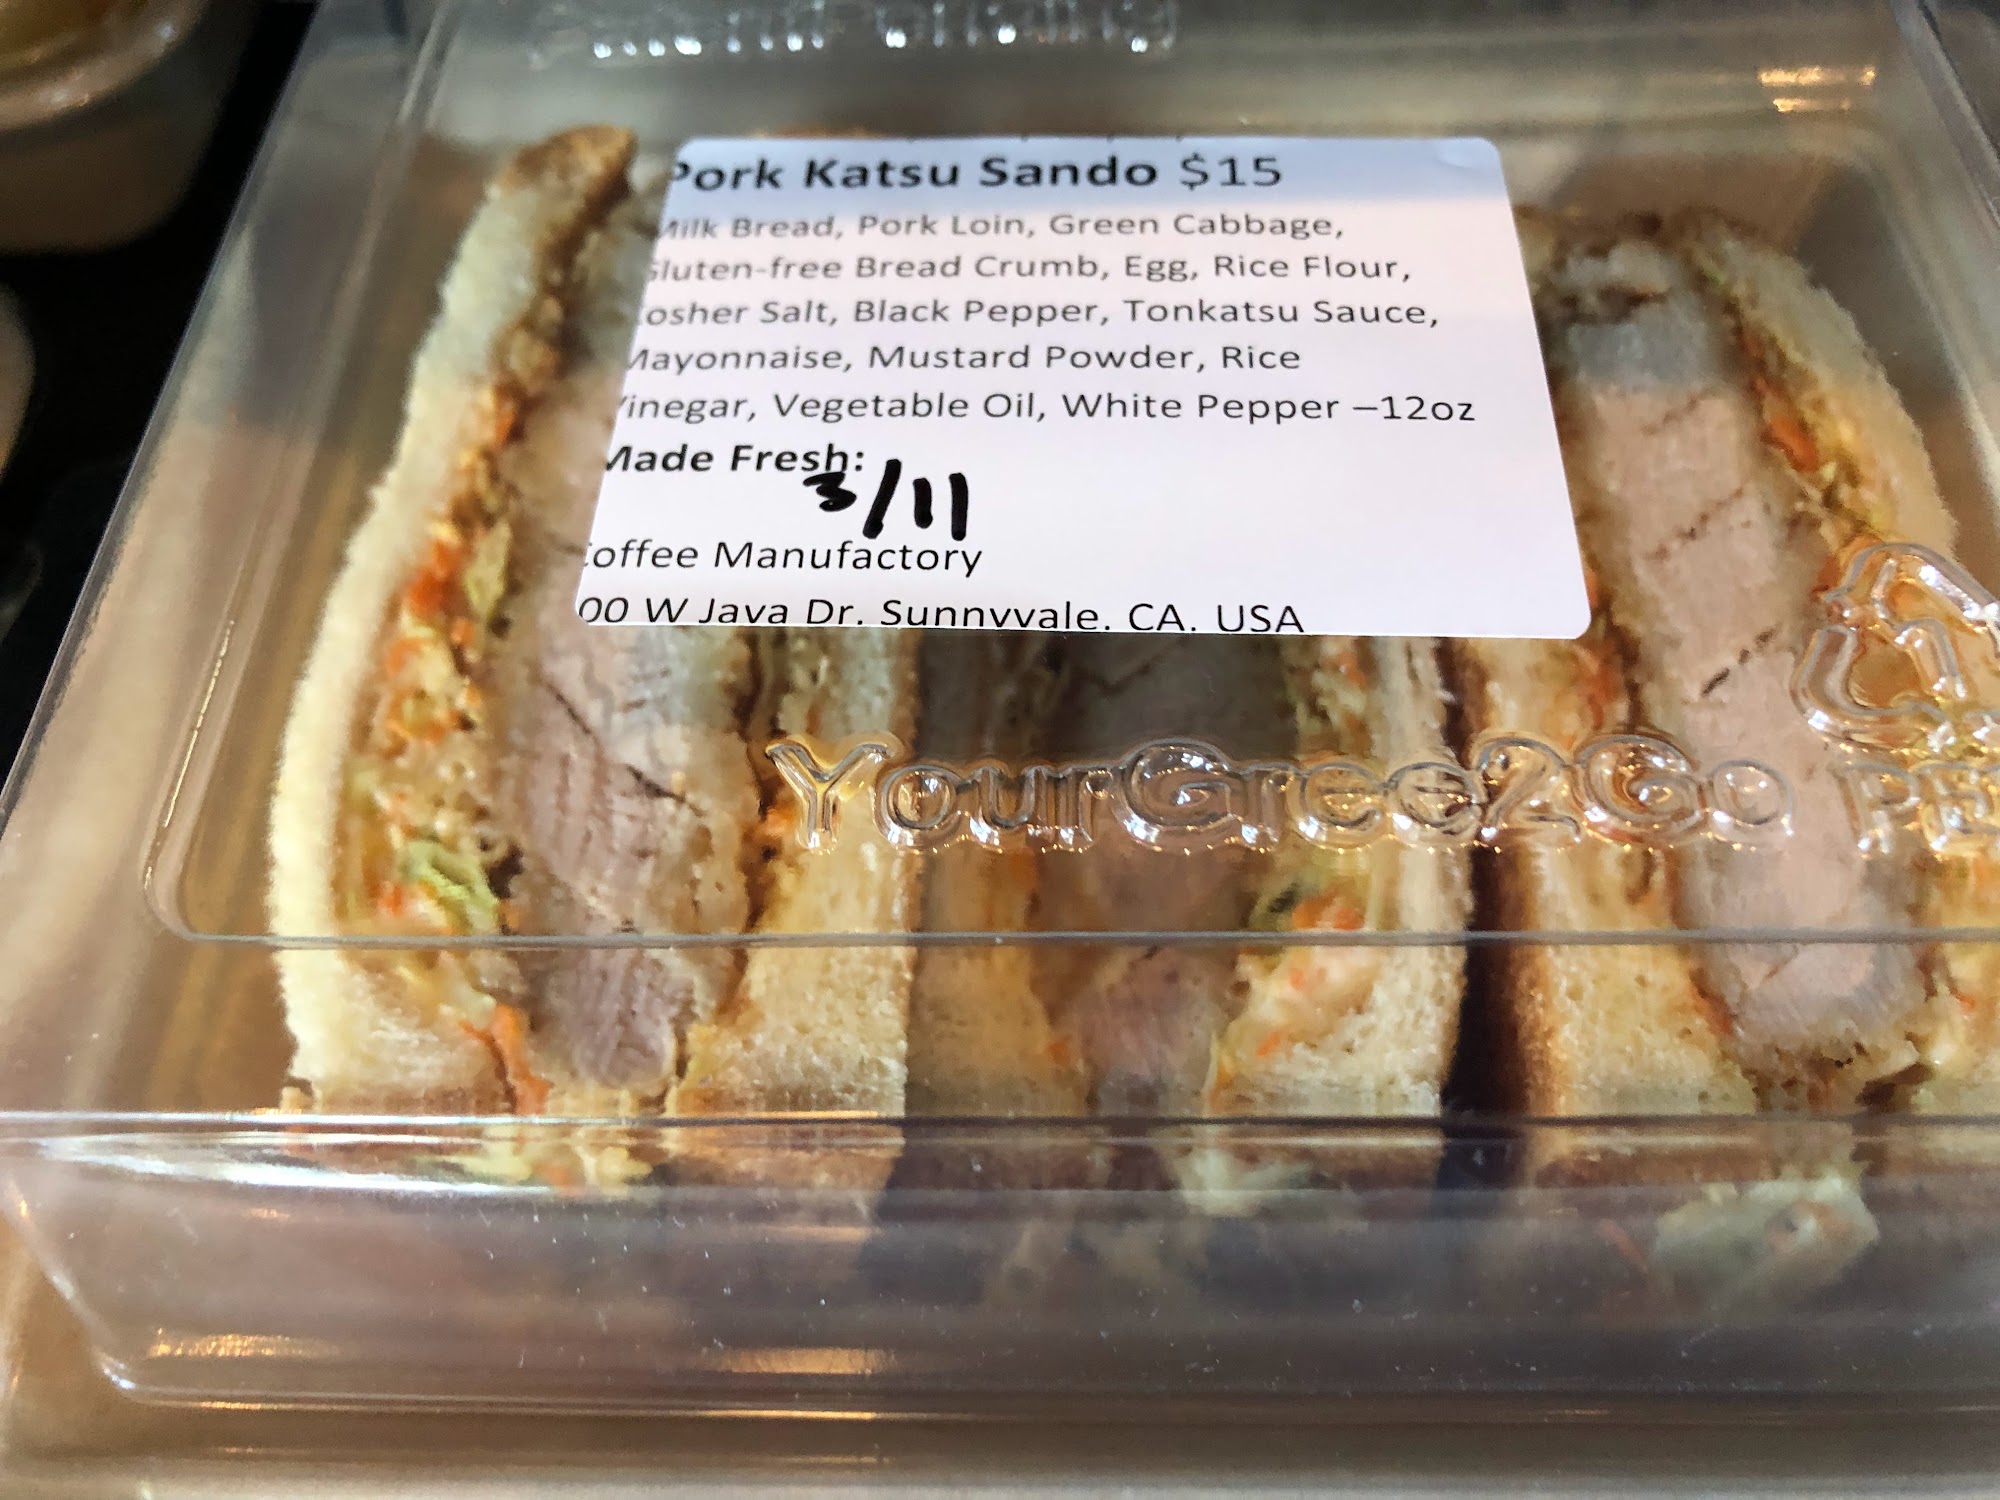 Pork Katsu Sando $15
Milk Bread, Pork Loin, Green Cabbage,
Gluten-free Bread Crumb, Egg, Rice Flour,
Kosher Salt, Black Pepper, Tonkatsu Sauce,
Mayonnaise, Mustard Powder, Rice
Vinegar, Vegetable Oil, White Pepper –12oz
Made Fresh:
3/11
Coffee Manufactory
00 W Java Dr. Sunnyvale. CA. USA
YourGree2Go